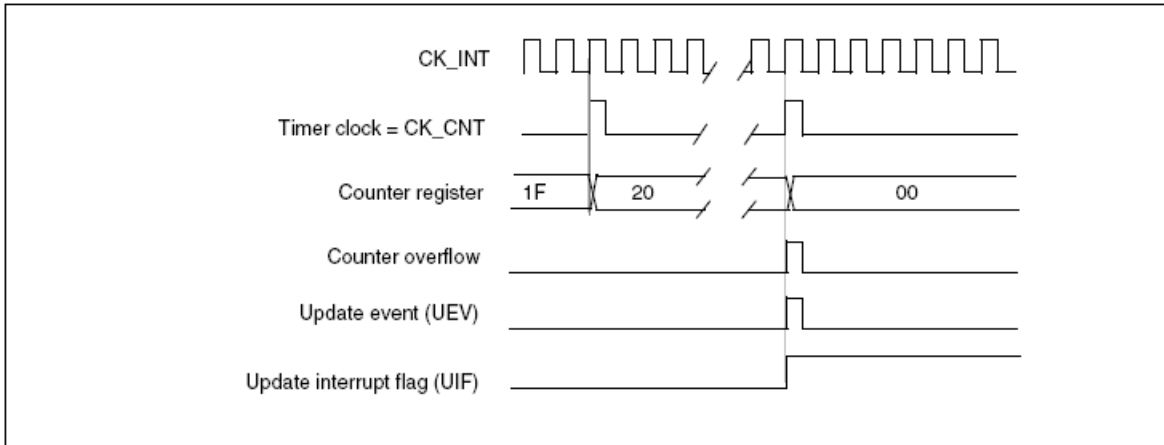 CK_INT
Timer clock = CK_CNT
Counter register 1F 20 00
Counter overflow
Update event (UEV)
Update interrupt flag (UIF)